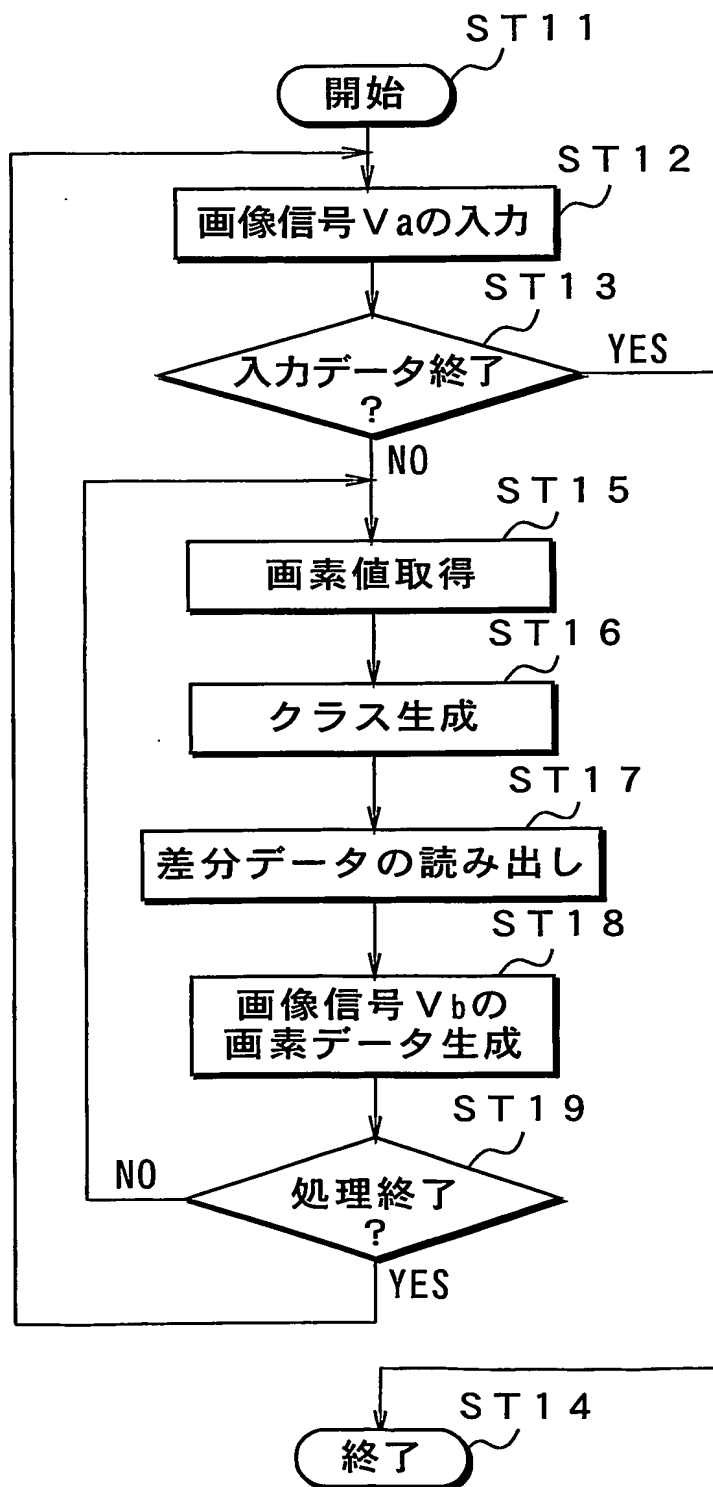 ＳＴ１１
開始
ＳＴ１２
画像信号Ｖaの入力
ＳＴ１３
YES
入力データ終了
？
NO
ＳＴ１５
画素値取得
ＳＴ１６
クラス生成
ＳＴ１７
差分データの読み出し
ＳＴ１８
画像信号Ｖbの
画素データ生成
ＳＴ１９
NO
処理終了
？
YES
ＳＴ１４
終了